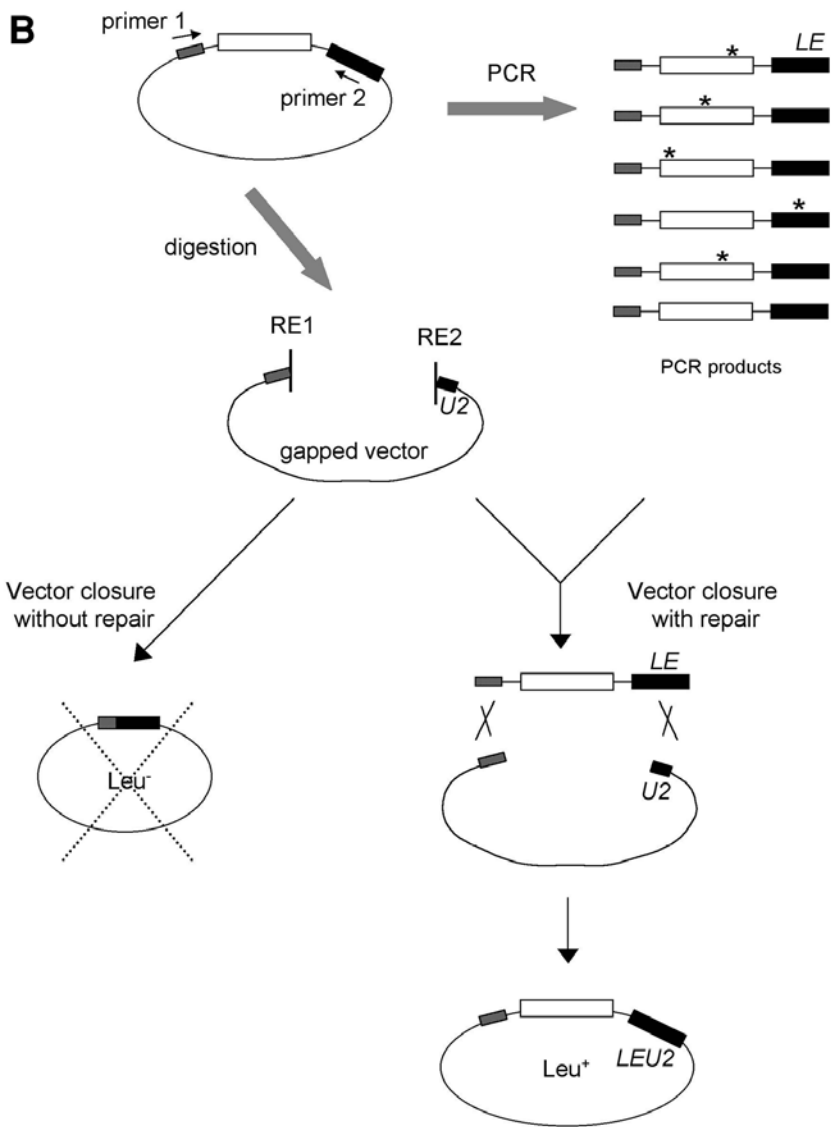 B
primer 1
primer 2
PCR
LE
*
*
*
*
*
PCR products
digestion
RE1
RE2
U2
gapped vector
Vector closure
without repair
Vector closure
with repair
LE
Leu⁻
U2
Leu⁺
LEU2